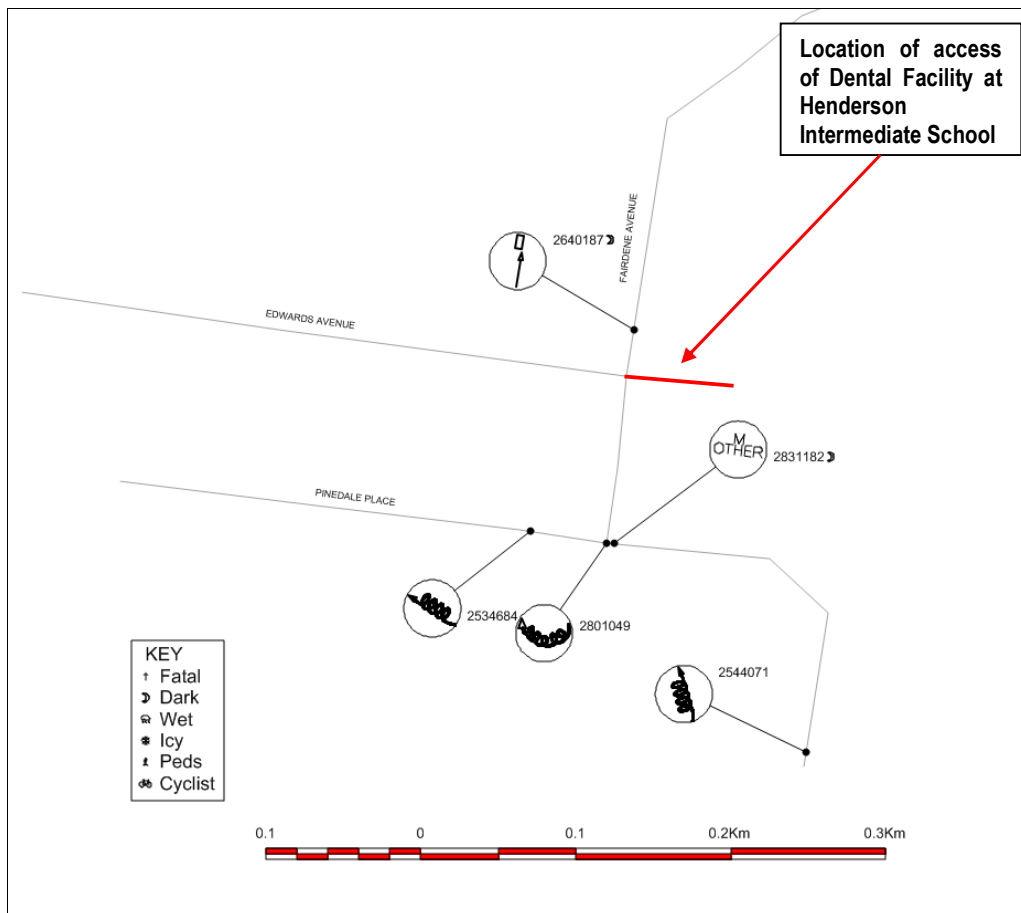 Location of access
of Dental Facility at
Henderson
Intermediate School
FAIRDENE AVENUE
2640187
EDWARDS AVENUE
M
OTHER
2831182
PINEDALE PLACE
2534684
2801049
2544071
KEY
Fatal
Dark
Wet
Icy
Peds
Cyclist
0.1 0 0.1 0.2Km 0.3Km